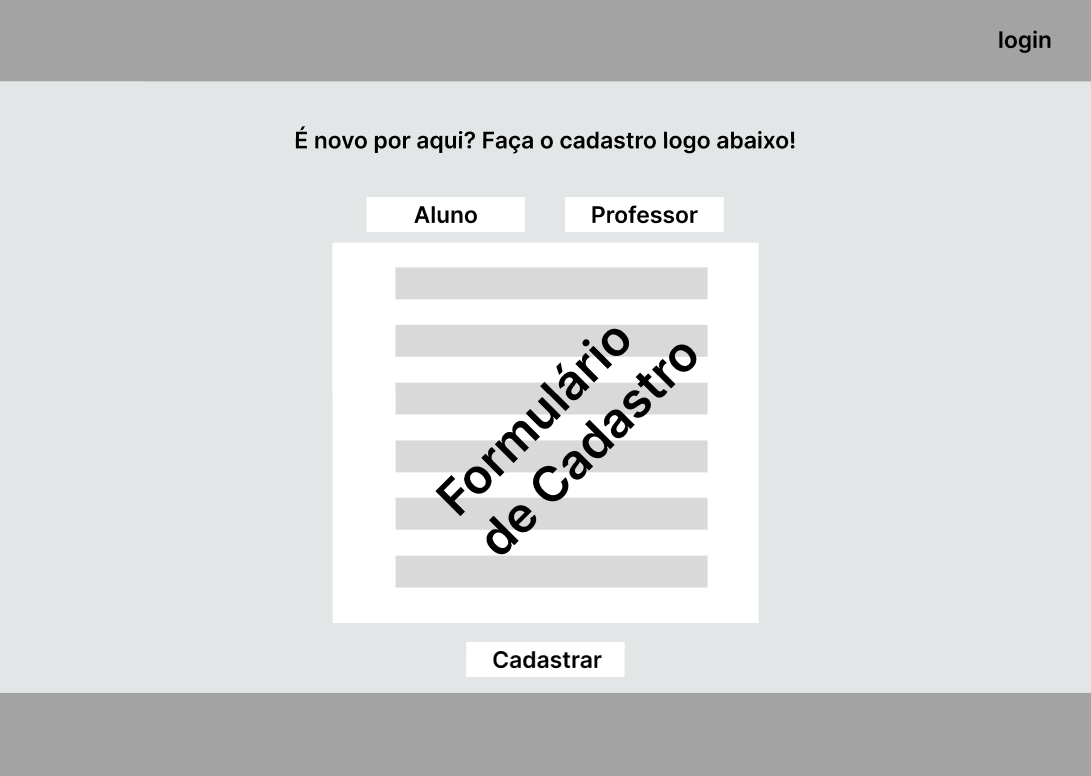 login
É novo por aqui? Faça o cadastro logo abaixo!
Aluno
Professor
Formulário
de Cadastro
Cadastrar